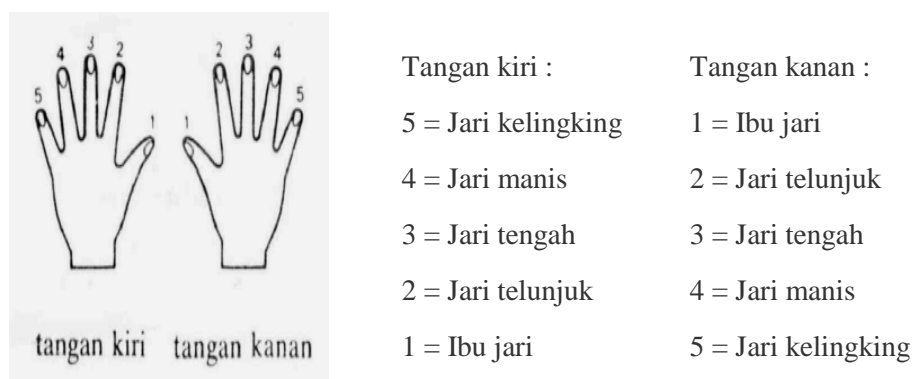 4 3 2 2 3 4
5 1 1 5
tangan kiri tangan kanan
Tangan kiri :
5 = Jari kelingking
4 = Jari manis
3 = Jari tengah
2 = Jari telunjuk
1 = Ibu jari
Tangan kanan :
1 = Ibu jari
2 = Jari telunjuk
3 = Jari tengah
4 = Jari manis
5 = Jari kelingking